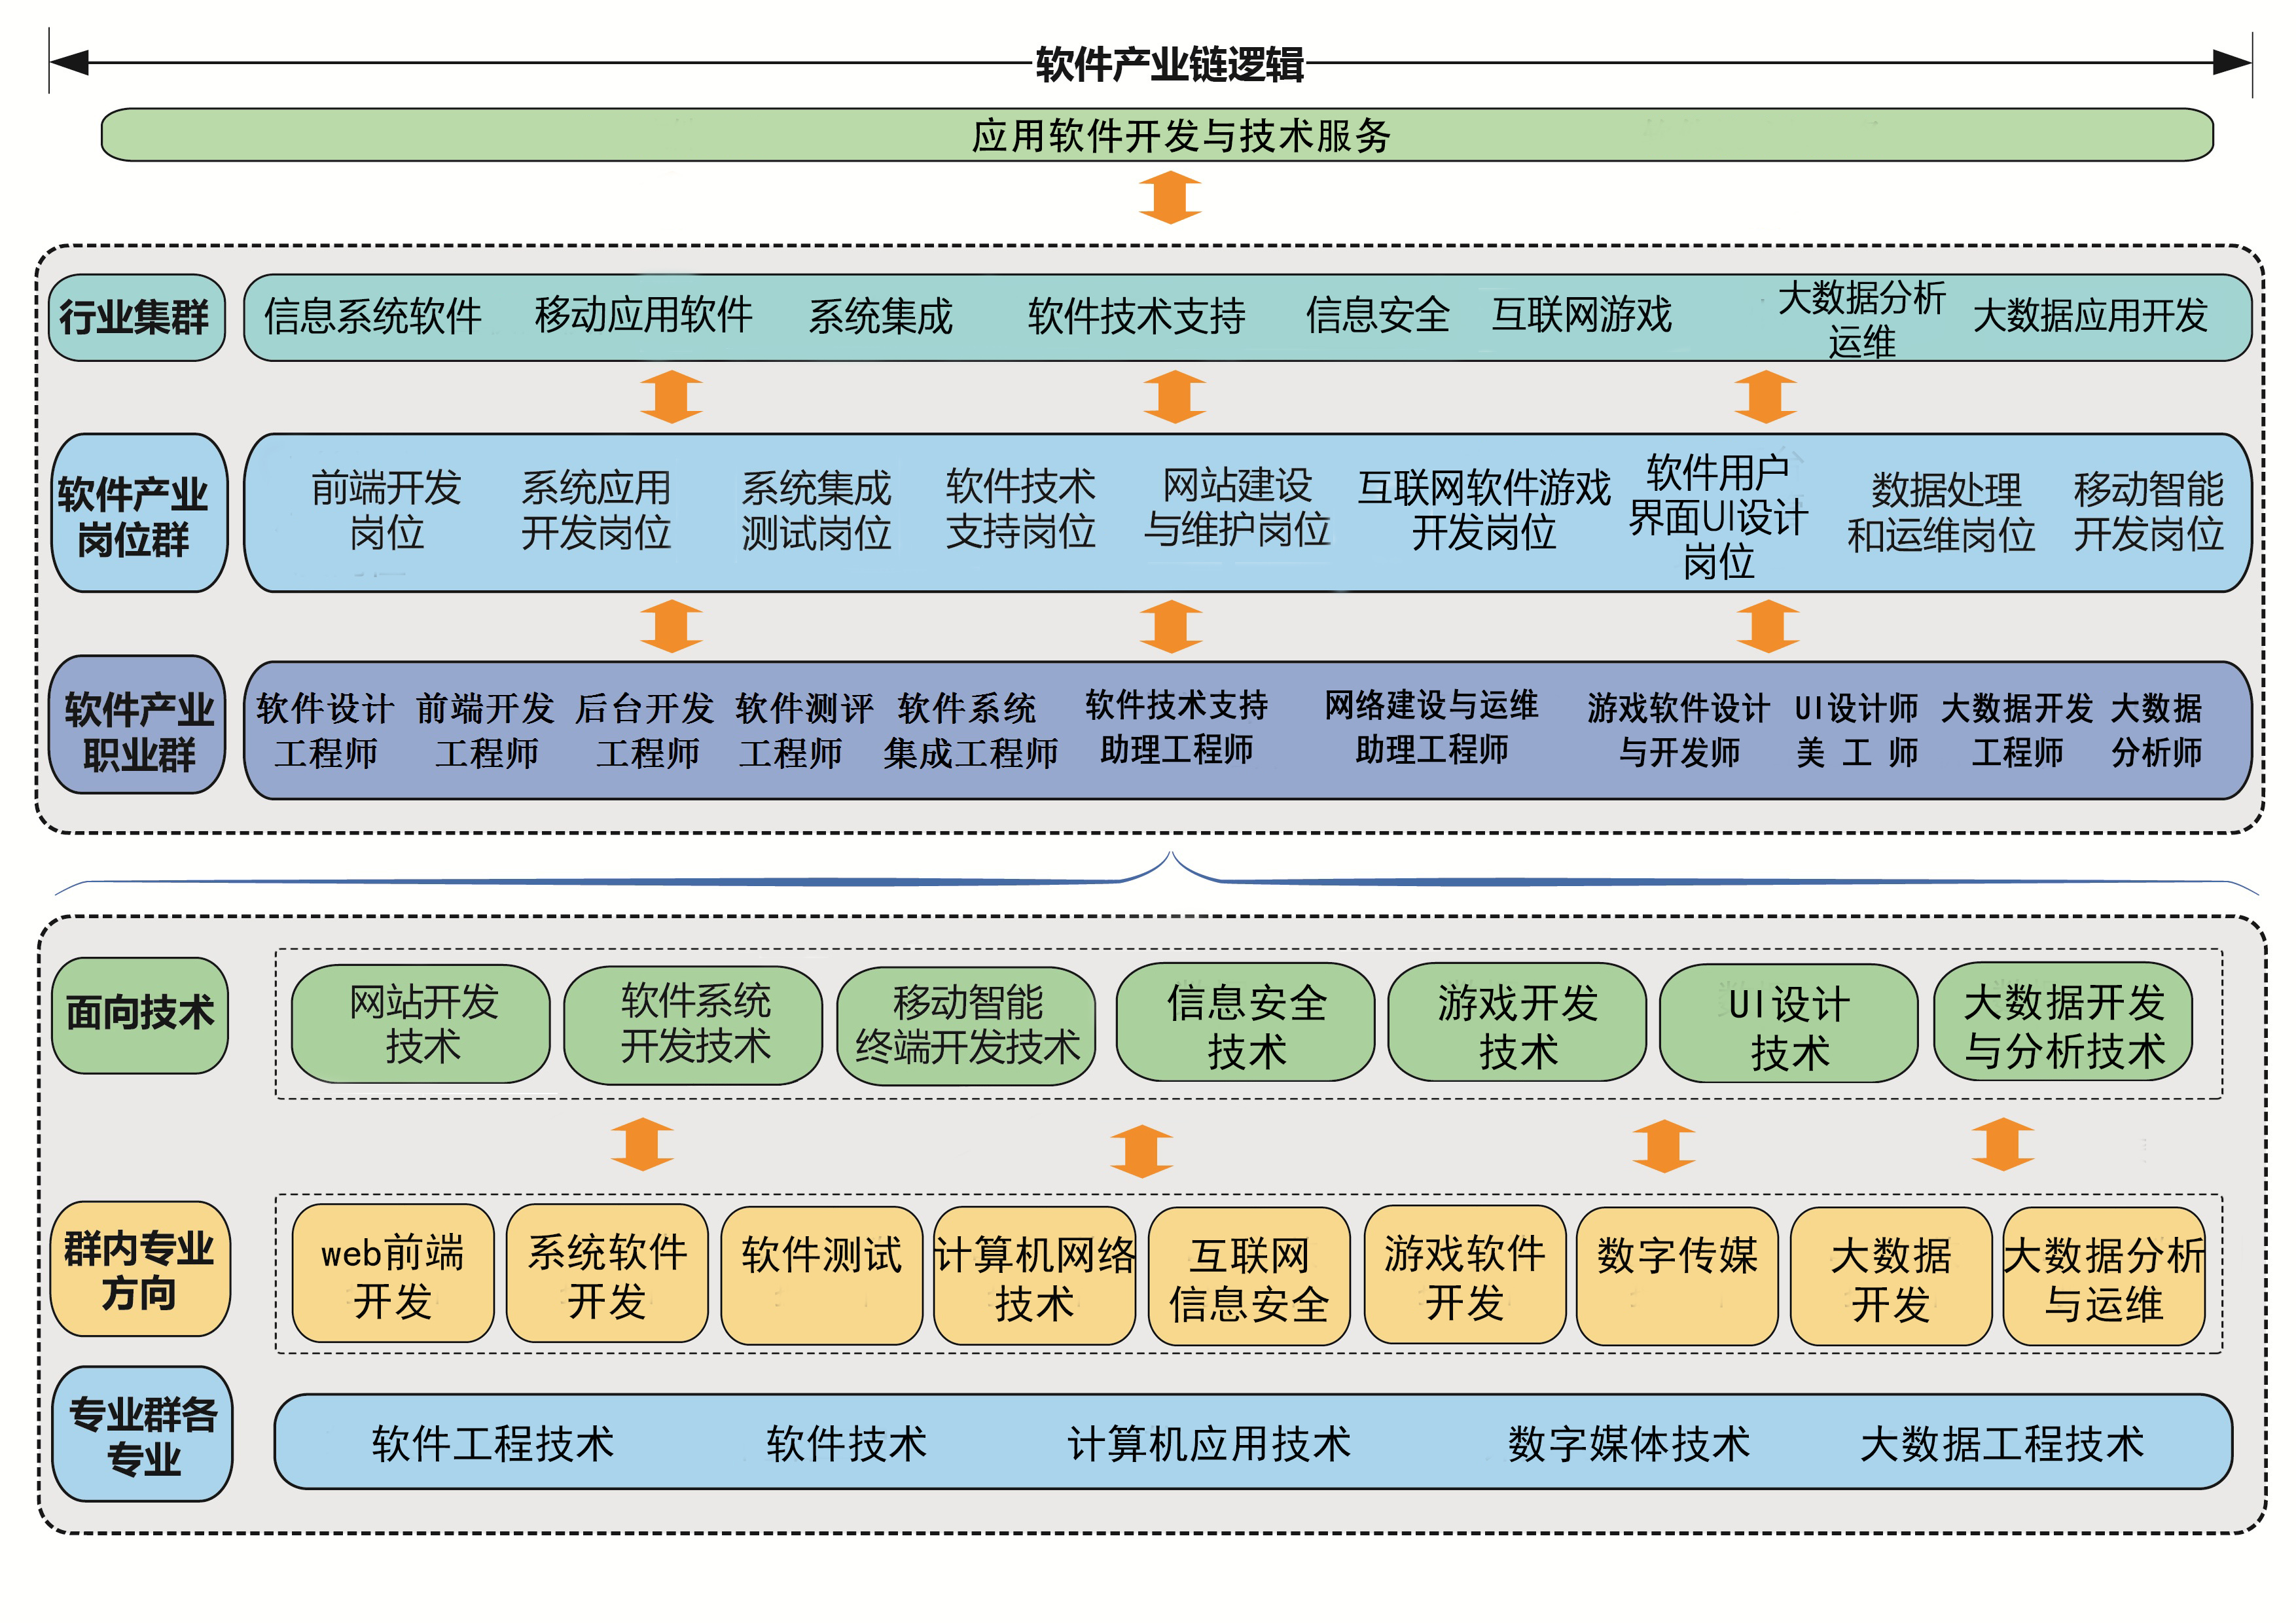 软件产业链逻辑
应用软件开发与技术服务
行业集群
信息系统软件
移动应用软件
系统集成
软件技术支持
信息安全
互联网游戏
大数据分析
运维
大数据应用开发
软件产业
岗位群
前端开发
岗位
系统应用
开发岗位
系统集成
测试岗位
软件技术
支持岗位
网站建设
与维护岗位
互联网软件游戏
开发岗位
软件用户
界面UI设计
岗位
数据处理
和运维岗位
移动智能
开发岗位
软件产业
职业群
软件设计
工程师
前端开发
工程师
后台开发
工程师
软件测评
工程师
软件系统
集成工程师
软件技术支持
助理工程师
网络建设与运维
助理工程师
游戏软件设计
与开发师
UI设计师
美 工 师
大数据开发
工程师
大数据
分析师
面向技术
网站开发
技术
软件系统
开发技术
移动智能
终端开发技术
信息安全
技术
游戏开发
技术
UI设计
技术
大数据开发
与分析技术
群内专业
方向
web前端
开发
系统软件
开发
软件测试
计算机网络
技术
互联网
信息安全
游戏软件
开发
数字传媒
大数据
开发
大数据分析
与运维
专业群各
专业
软件工程技术
软件技术
计算机应用技术
数字媒体技术
大数据工程技术